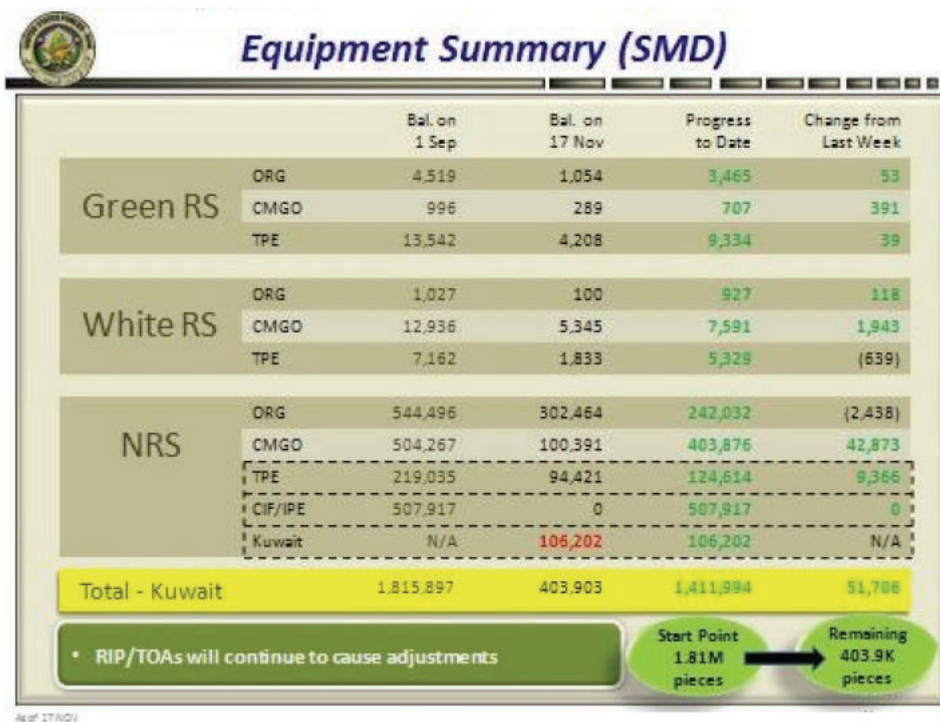 Equipment Summary (SMD)
Bal. on 1 Sep Bal. on 17 Nov Progress to Date Change from Last Week
Green RS
ORG 4,519 1,054 3,465 53
CMGO 996 289 707 391
TPE 13,542 4,208 9,334 39
White RS
ORG 1,027 100 927 118
CMGO 12,936 5,345 7,591 1,943
TPE 7,162 1,833 5,329 (639)
NRS
ORG 544,496 302,464 242,032 (2,438)
CMGO 504,267 100,391 403,876 42,873
TPE 219,035 94,421 124,614 9,366
CIF/IPE 507,917 0 507,917 0
Kuwait N/A 106,202 106,202 N/A
Total - Kuwait 1,815,897 403,903 1,411,994 51,706
• RIP/TOAs will continue to cause adjustments
Start Point
1.81M
pieces
Remaining
403.9K
pieces
As of 17 NOV